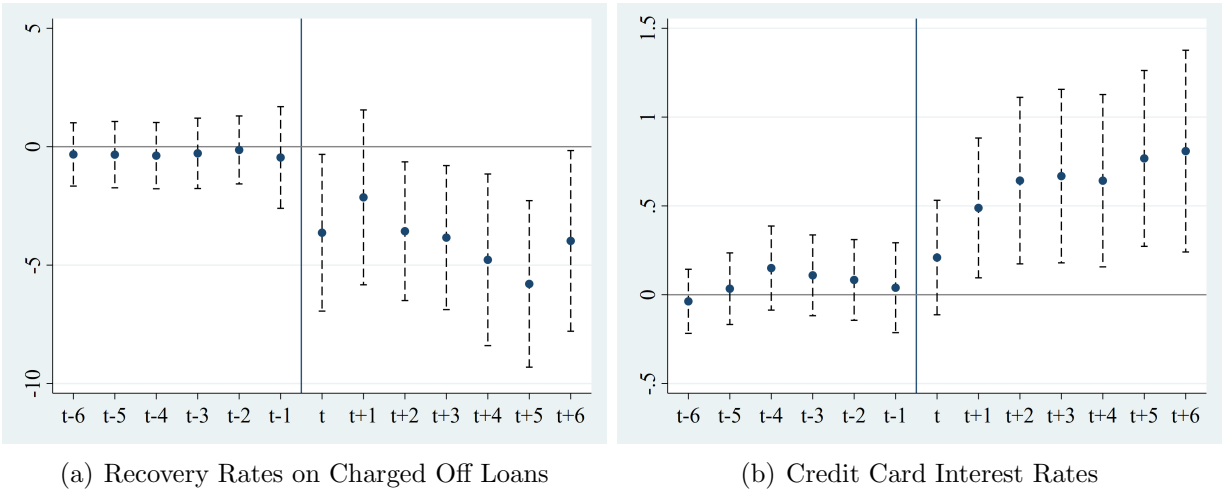 5
0
-5
-10
t-6 t-5 t-4 t-3 t-2 t-1 t t+1 t+2 t+3 t+4 t+5 t+6
(a) Recovery Rates on Charged Off Loans
1.5
1
.5
0
-.5
t-6 t-5 t-4 t-3 t-2 t-1 t t+1 t+2 t+3 t+4 t+5 t+6
(b) Credit Card Interest Rates